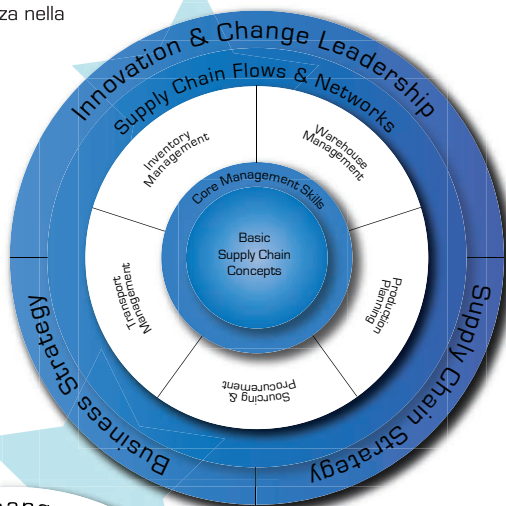 za nella
Innovation & Change Leadership
Supply Chain Flows & Networks
Inventory
Management
Warehouse
Management
Core Management Skills
Basic
Supply Chain
Concepts
Transport
Management
Production
Planning
Sourcing &
Procurement
Business Strategy
Supply Chain Strategy